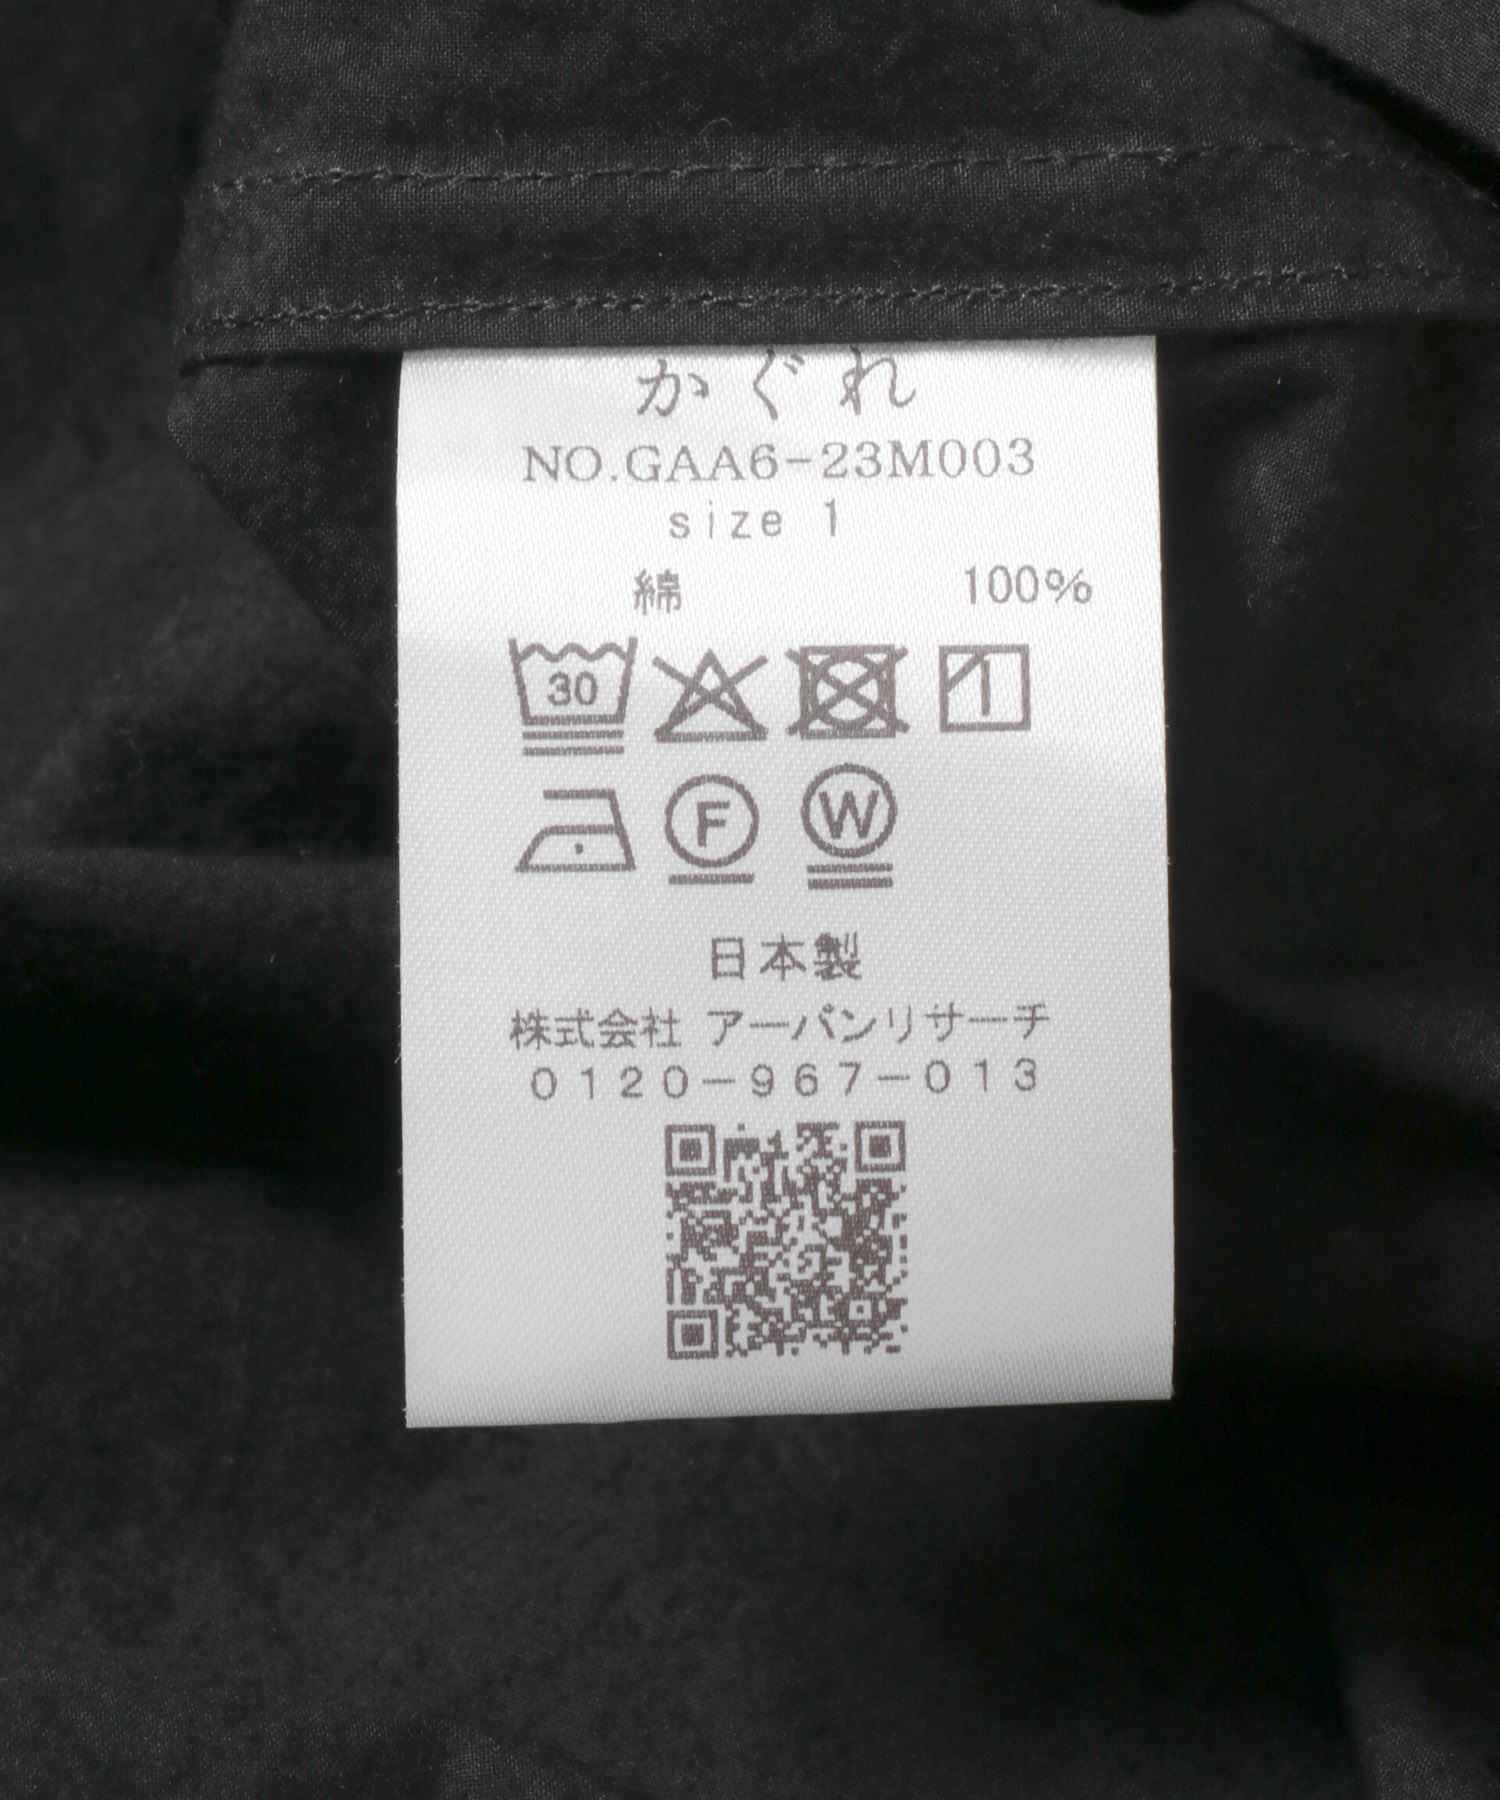 かぐれ
NO.GAA6-23M003
size 1
綿 100%
30
F W
日本製
株式会社 アーバンリサーチ
0120-967-013